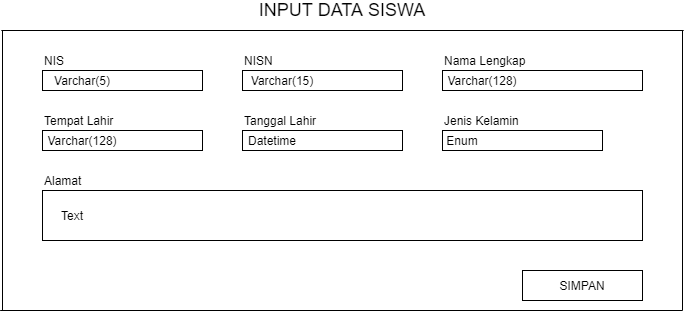 INPUT DATA SISWA
NIS NISN Nama Lengkap
Varchar(5) Varchar(15) Varchar(128)
Tempat Lahir Tanggal Lahir Jenis Kelamin
Varchar(128) Datetime Enum
Alamat
Text
SIMPAN